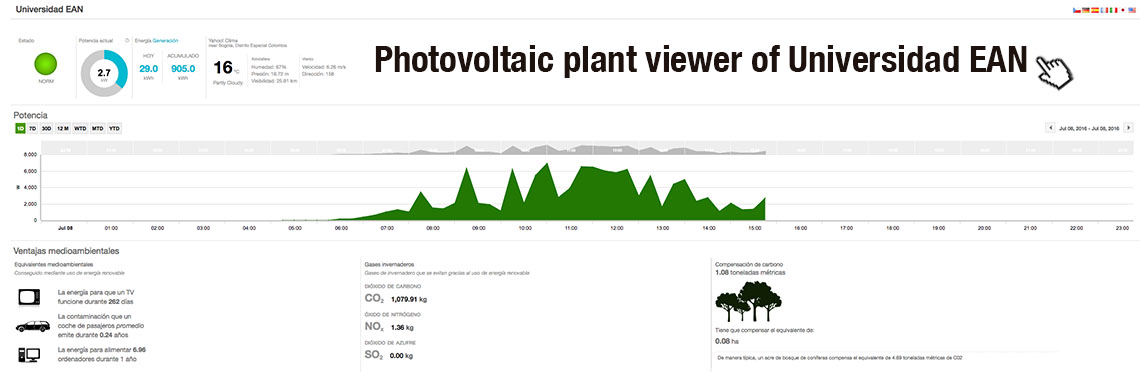 Universidad EAN
Photovoltaic plant viewer of Universidad EAN
Estado
NORM
Potencia actual
2.7
kW
Energía Generación
HOY
29.0
kWh
ACUMULADO
905.0
kWh
Yahoo! Clima
near Bogota, Distrito Especial Colombia
16 °C
Partly Cloudy
Humedad: 67%
Presión: 18.72 m
Visibilidad: 25.81 km
Viento
Velocidad: 6.26 m/s
Dirección: 158
Potencia
1D 7D 30D 12 M WTD MTD YTD
Jul 08, 2016 - Jul 08, 2016
8,000
6,000
4,000
2,000
0
Jul 08 01:00 02:00 03:00 04:00 05:00 06:00 07:00 08:00 09:00 10:00 11:00 12:00 13:00 14:00 15:00 16:00 17:00 18:00 19:00 20:00 21:00 22:00 23:00
Ventajas medioambientales
Equivalentes medioambientales
Conseguido mediante uso de energía renovable
La energía para que un TV
funcione durante 262 días
La contaminación que un
coche de pasajeros promedio
emite durante 0.24 años
La energía para alimentar 6.96
ordenadores durante 1 año
Gases invernaderos
Gases de invernadero que se evitan gracias al uso de energía renovable
DIÓXIDO DE CARBONO
CO2 1,079.91 kg
ÓXIDO DE NITRÓGENO
NOx 1.36 kg
DIÓXIDO DE AZUFRE
SO2 0.00 kg
Compensación de carbono
1.08 toneladas métricas
Tiene que compensar el equivalente de:
0.08 ha
De manera típica, un acre de bosque de coníferas compensa el equivalente de 4.69 toneladas métricas de C02